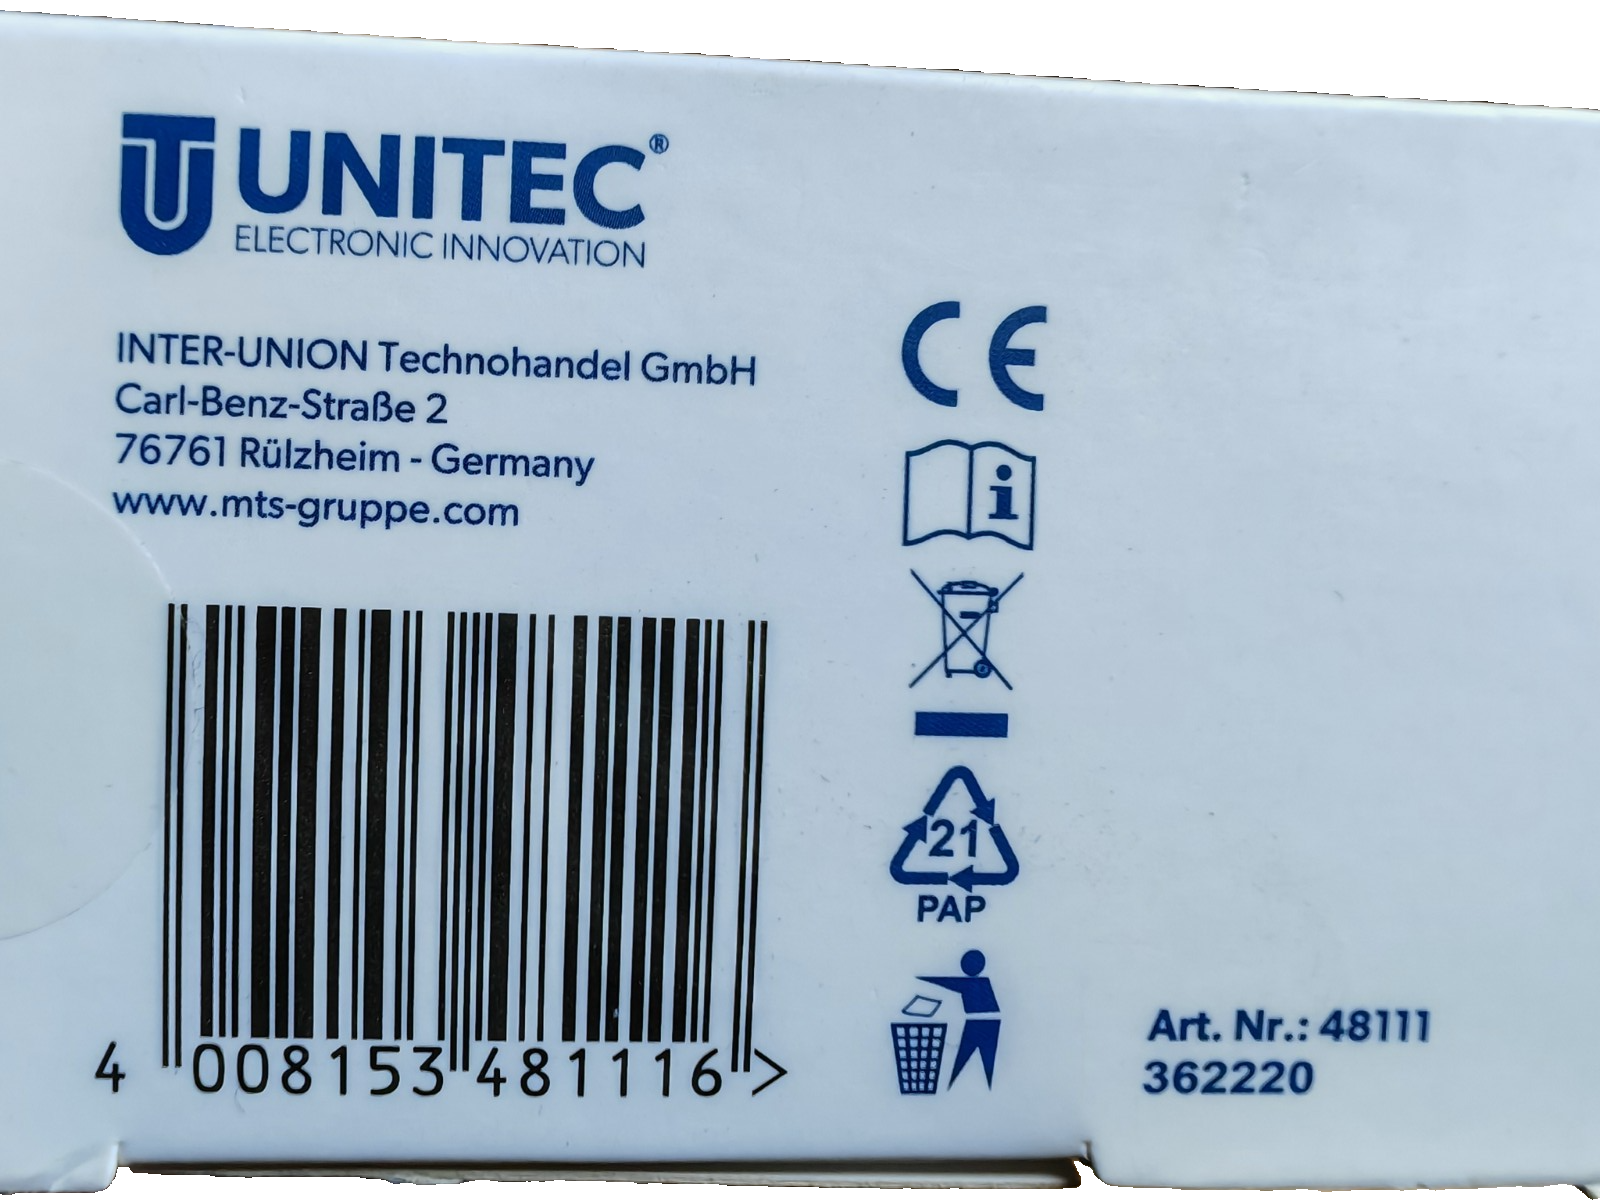 UNITEC®
ELECTRONIC INNOVATION
INTER-UNION Technohandel GmbH
Carl-Benz-Straße 2
76761 Rülzheim - Germany
www.mts-gruppe.com
CE
i
21
PAP
4 008153 481116 >
Art. Nr.: 48111
362220